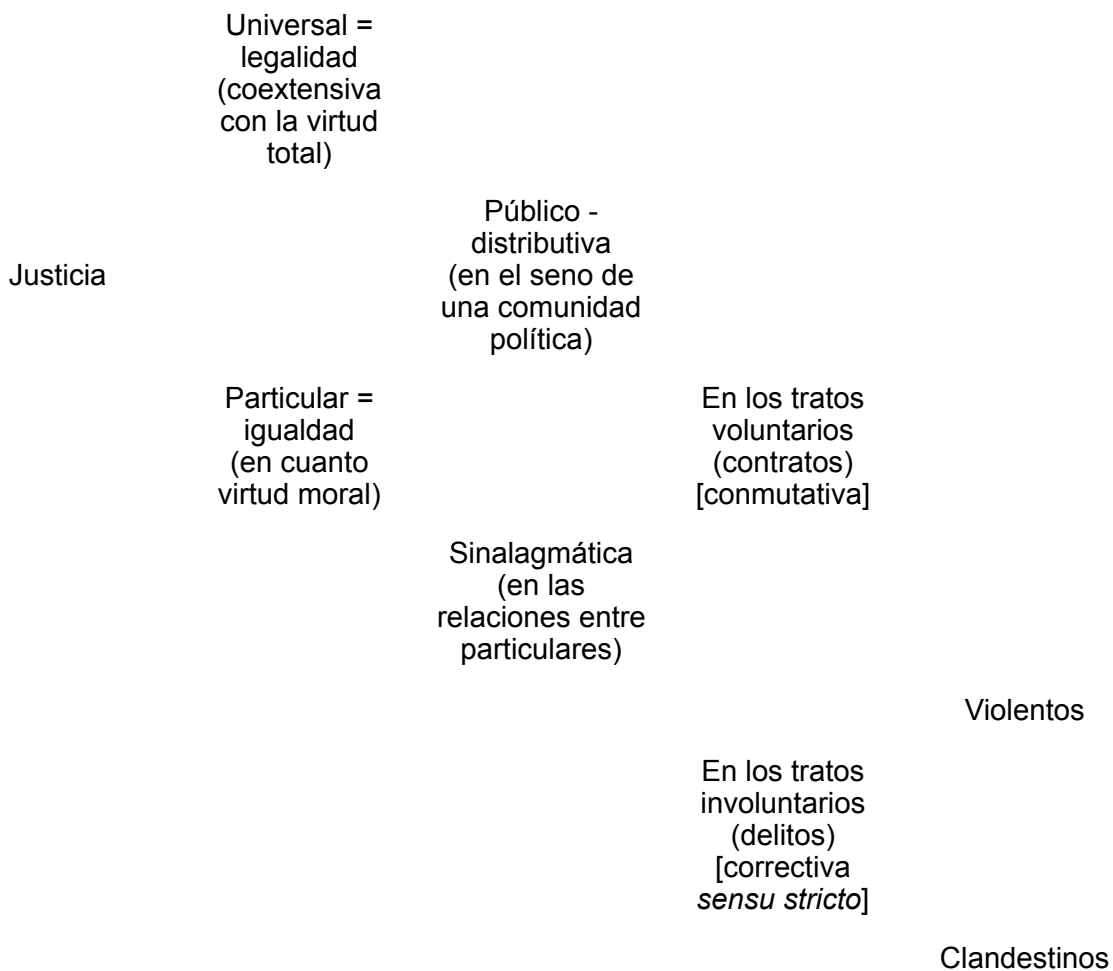 Universal =
legalidad
(coextensiva
con la virtud
total)
Justicia
Público -
distributiva
(en el seno de
una comunidad
política)
Particular =
igualdad
(en cuanto
virtud moral)
En los tratos
voluntarios
(contratos)
[conmutativa]
Sinalagmática
(en las
relaciones entre
particulares)
Violentos
En los tratos
involuntarios
(delitos)
[correctiva
sensu stricto]
Clandestinos